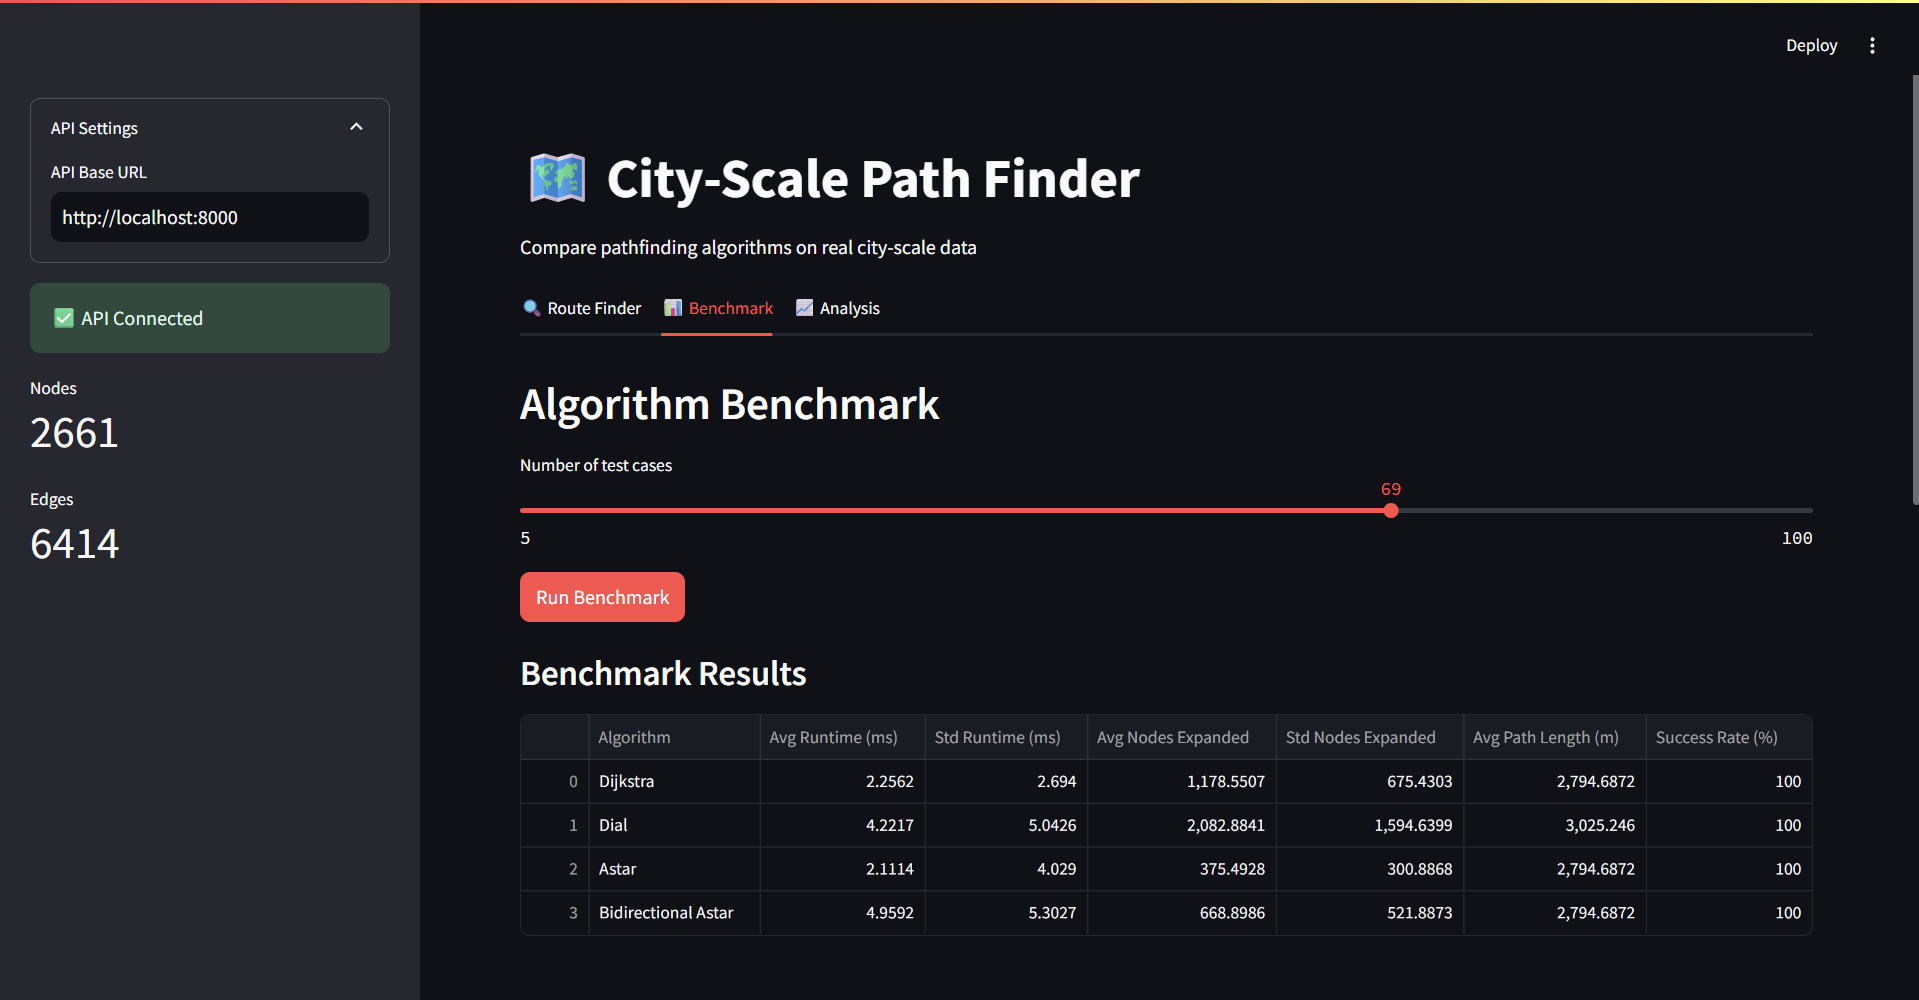 Deploy
API Settings
API Base URL
http://localhost:8000
✅ API Connected
Nodes
2661
Edges
6414
🗺️ City-Scale Path Finder
Compare pathfinding algorithms on real city-scale data
🔍 Route Finder 📊 Benchmark 📈 Analysis
Algorithm Benchmark
Number of test cases
69
5 100
Run Benchmark
Benchmark Results
Algorithm Avg Runtime (ms) Std Runtime (ms) Avg Nodes Expanded Std Nodes Expanded Avg Path Length (m) Success Rate (%)
0 Dijkstra 2.2562 2.694 1,178.5507 675.4303 2,794.6872 100
1 Dial 4.2217 5.0426 2,082.8841 1,594.6399 3,025.246 100
2 Astar 2.1114 4.029 375.4928 300.8868 2,794.6872 100
3 Bidirectional Astar 4.9592 5.3027 668.8986 521.8873 2,794.6872 100